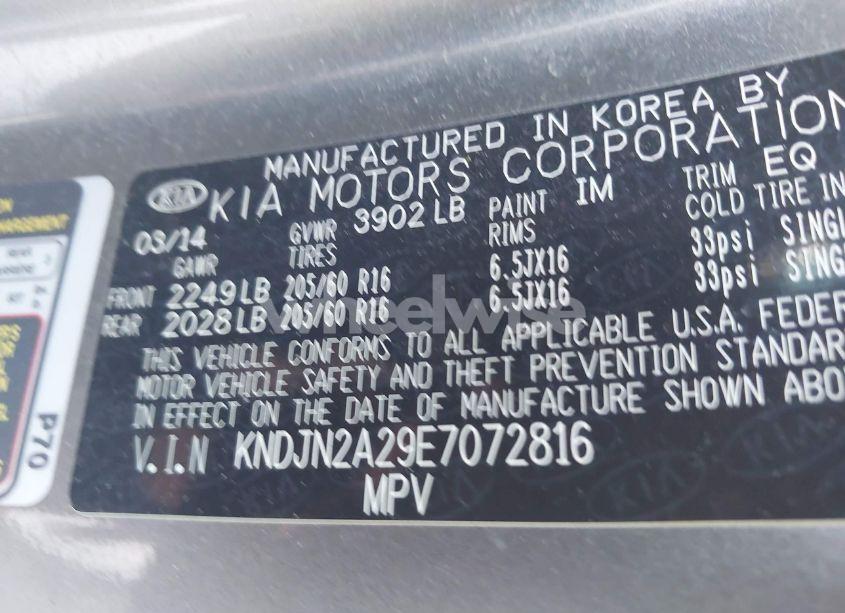 MANUFACTURED IN KOREA BY
KIA KIA MOTORS CORPORATION
03/14 GVWR 3902 LB PAINT IM TRIM EQ
GAWR TIRES RIMS COLD TIRE IN
FRONT 2249 LB 205/60 R16 6.5JX16 33psi SINGL
REAR 2028 LB 205/60 R16 6.5JX16 33psi SINGL
THIS VEHICLE CONFORMS TO ALL APPLICABLE U.S.A. FEDER
MOTOR VEHICLE SAFETY AND THEFT PREVENTION STANDAR
IN EFFECT ON THE DATE OF MANUFACTURE SHOWN ABO
V.I.N KNDJN2A29E7072816
MPV
P70